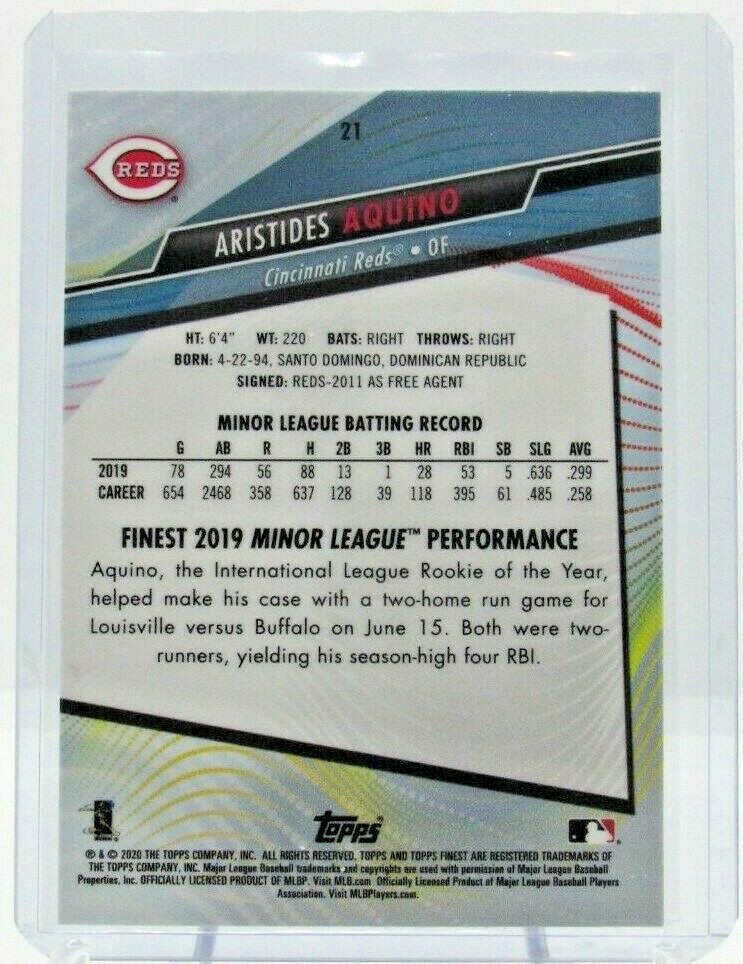 21
REDS
ARISTIDES AQUINO
Cincinnati Reds® • OF
HT: 6'4" WT: 220 BATS: RIGHT THROWS: RIGHT
BORN: 4-22-94, SANTO DOMINGO, DOMINICAN REPUBLIC
SIGNED: REDS-2011 AS FREE AGENT
MINOR LEAGUE BATTING RECORD
G AB R H 2B 3B HR RBI SB SLG AVG
2019 78 294 56 88 13 1 28 53 5 .636 .299
CAREER 654 2468 358 637 128 39 118 395 61 .485 .258
FINEST 2019 MINOR LEAGUE™ PERFORMANCE
Aquino, the International League Rookie of the Year,
helped make his case with a two-home run game for
Louisville versus Buffalo on June 15. Both were two-
runners, yielding his season-high four RBI.
TOPPS
® & © 2020 THE TOPPS COMPANY, INC. ALL RIGHTS RESERVED. TOPPS AND TOPPS FINEST ARE REGISTERED TRADEMARKS OF
THE TOPPS COMPANY, INC. Major League Baseball trademarks and copyrights are used with permission of Major League Baseball
Properties, Inc. OFFICIALLY LICENSED PRODUCT OF MLBP. Visit MLB.com Officially Licensed Product of Major League Baseball Players
Association. Visit MLBPlayers.com.